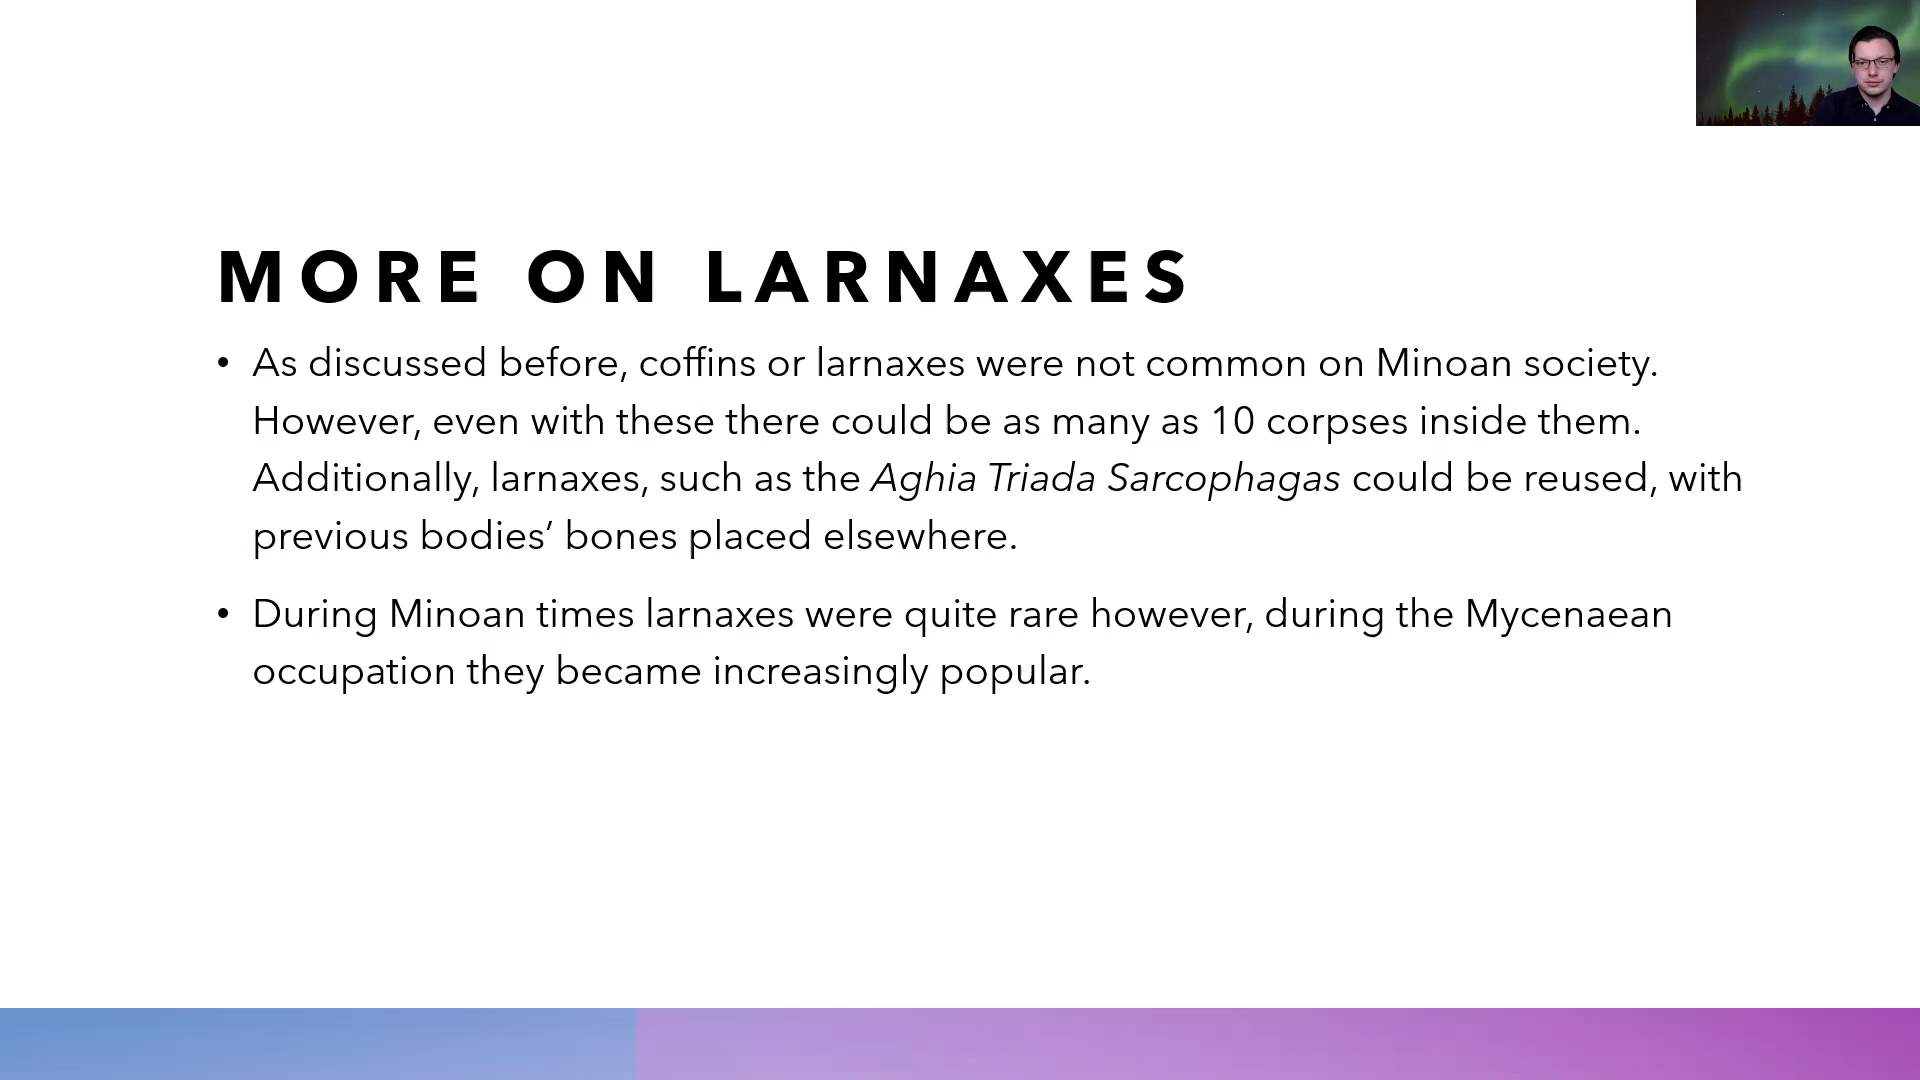 MORE ON LARNAXES
• As discussed before, coffins or larnaxes were not common on Minoan society.
However, even with these there could be as many as 10 corpses inside them.
Additionally, larnaxes, such as the Aghia Triada Sarcophagas could be reused, with
previous bodies’ bones placed elsewhere.
• During Minoan times larnaxes were quite rare however, during the Mycenaean
occupation they became increasingly popular.